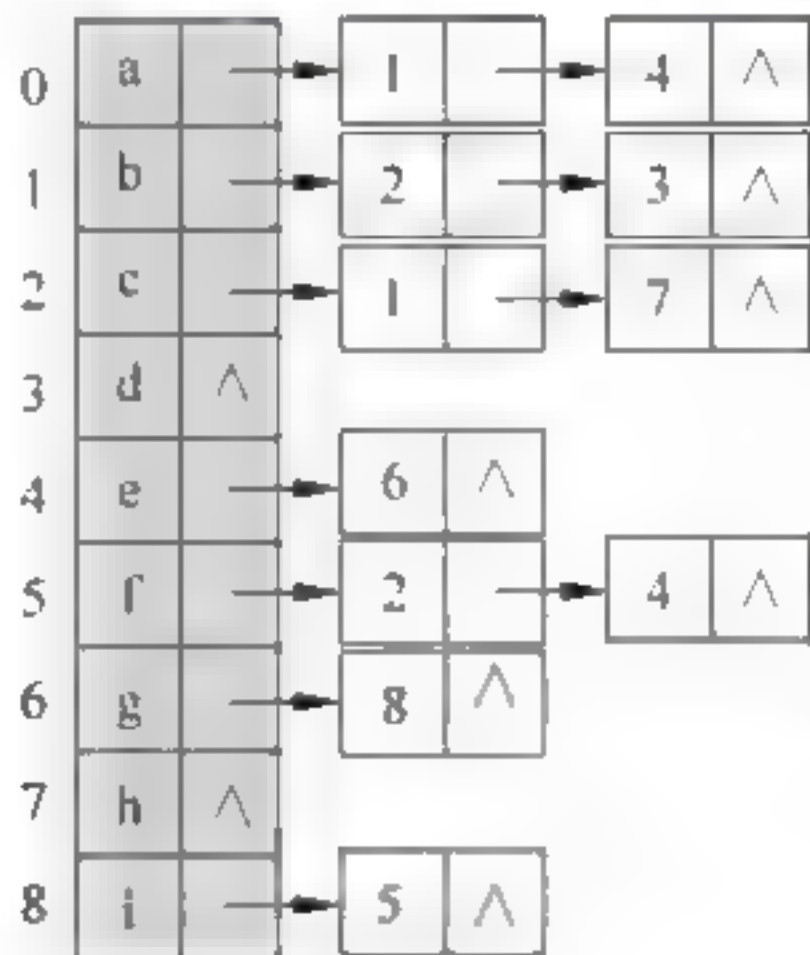 0 a 1 4 ∧
1 b 2 3 ∧
2 c 1 7 ∧
3 d ∧
4 e 6 ∧
5 f 2 4 ∧
6 g 8 ∧
7 h ∧
8 i 5 ∧